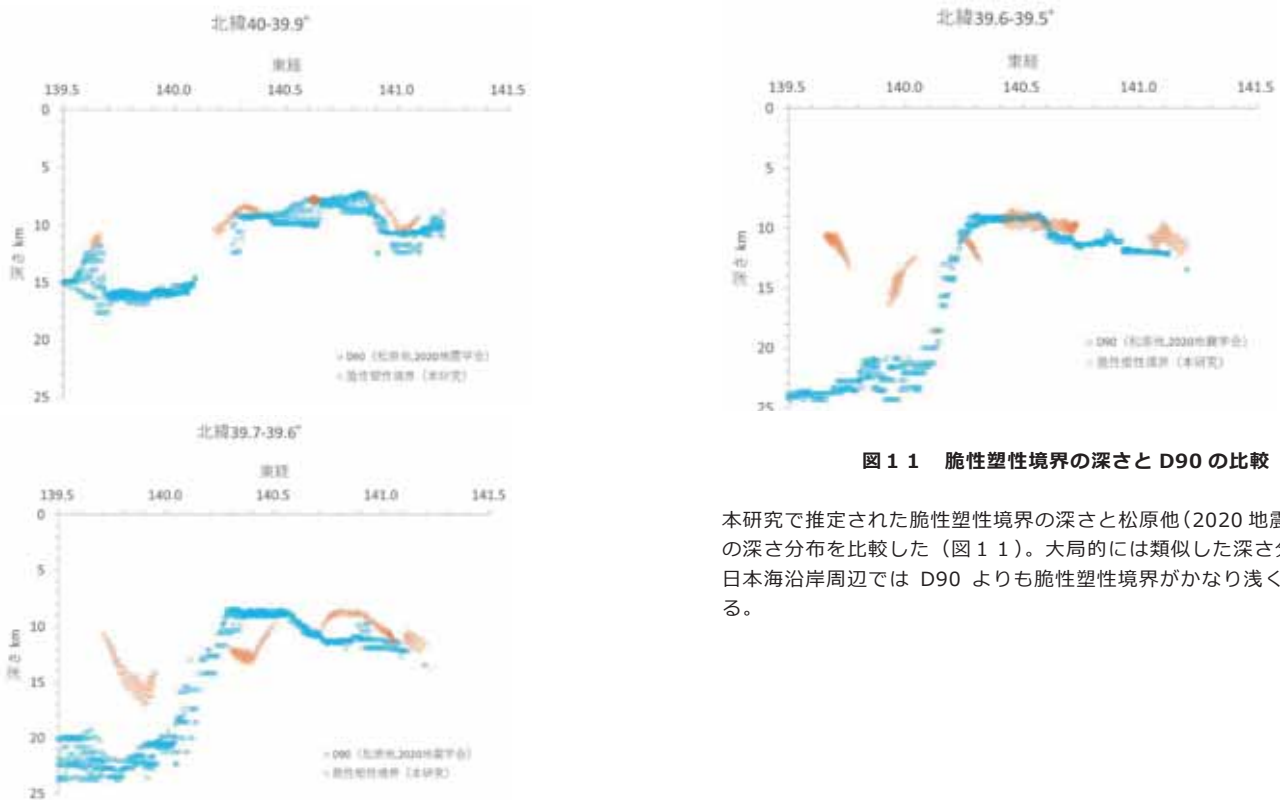 北緯40-39.9°
東経
139.5 140.0 140.5 141.0 141.5
0
5
10
15
20
25
深さ km
D90（松原他,2020地震学会）
脆性塑性境界（本研究）
北緯39.7-39.6°
東経
139.5 140.0 140.5 141.0 141.5
0
5
10
15
20
25
深さ km
D90（松原他,2020地震学会）
脆性塑性境界（本研究）
北緯39.6-39.5°
東経
139.5 140.0 140.5 141.0 141.5
0
5
10
15
20
25
深さ km
D90（松原他,2020地震学会）
脆性塑性境界（本研究）
図１１　脆性塑性境界の深さと D90 の比較
本研究で推定された脆性塑性境界の深さと松原他（2020 地震
の深さ分布を比較した（図１１）。大局的には類似した深さ
日本海沿岸周辺では D90 よりも脆性塑性境界がかなり浅く
る。